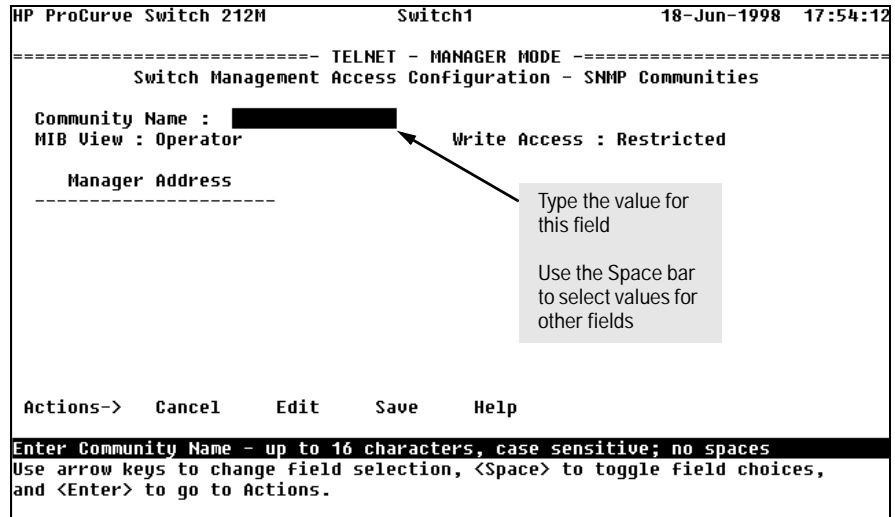 HP ProCurve Switch 212M Switch1 18-Jun-1998 17:54:12
==========================- TELNET - MANAGER MODE -============================
Switch Management Access Configuration - SNMP Communities
Community Name :
MIB View : Operator Write Access : Restricted
Manager Address
----------------------
Type the value for
this field
Use the Space bar
to select values for
other fields
Actions-> Cancel Edit Save Help
Enter Community Name - up to 16 characters, case sensitive; no spaces
Use arrow keys to change field selection, <Space> to toggle field choices,
and <Enter> to go to Actions.